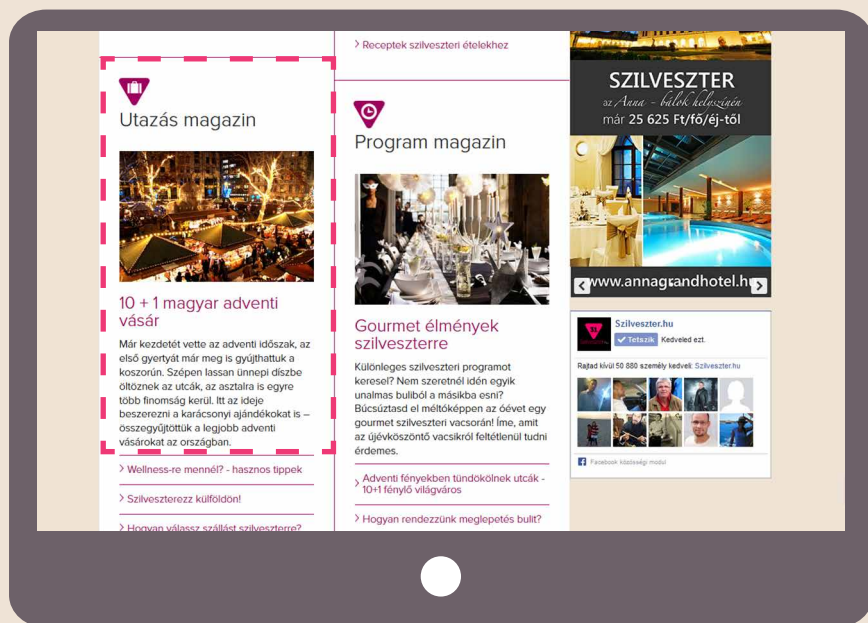 Utazás magazin
10 + 1 magyar adventi
vásár
Már kezdetét vette az adventi időszak, az
első gyertyát már meg is gyújthattuk a
koszorún. Szépen lassan ünnepi díszbe
öltöznek az utcák, az asztalra is egyre
több finomság kerül. Itt az ideje
beszerezni a karácsonyi ajándékokat is –
összegyűjtöttük a legjobb adventi
vásárokat az országban.
Wellness-re mennél? - hasznos tippek
Szilveszterezz külföldön!
Hogyan válassz szállást szilveszterre?
Receptek szilveszteri ételekhez
Program magazin
Gourmet élmények
szilveszterre
Különleges szilveszteri programot
keresel? Nem szeretnél idén egyik
unalmas buliból a másikba esni?
Búcsúztasd el méltóképpen az óévet egy
gourmet szilveszteri vacsorán! Íme, amit
az újévköszöntő vacsikról feltétlenül tudni
érdemes.
Adventi fényekben tündökölnek utcák -
10+1 fénylő világváros
Hogyan rendezzünk meglepetés bulit?
SZILVESZTER
az Anna - bálok helyszínén
már 25 625 Ft/fő/éj-től
www.annagrandhotel.hu
Szilveszter.hu
Tetszik Kedveled ezt.
Rajtad kívül 50 880 személy kedveli: Szilveszter.hu
Facebook közösségi modul